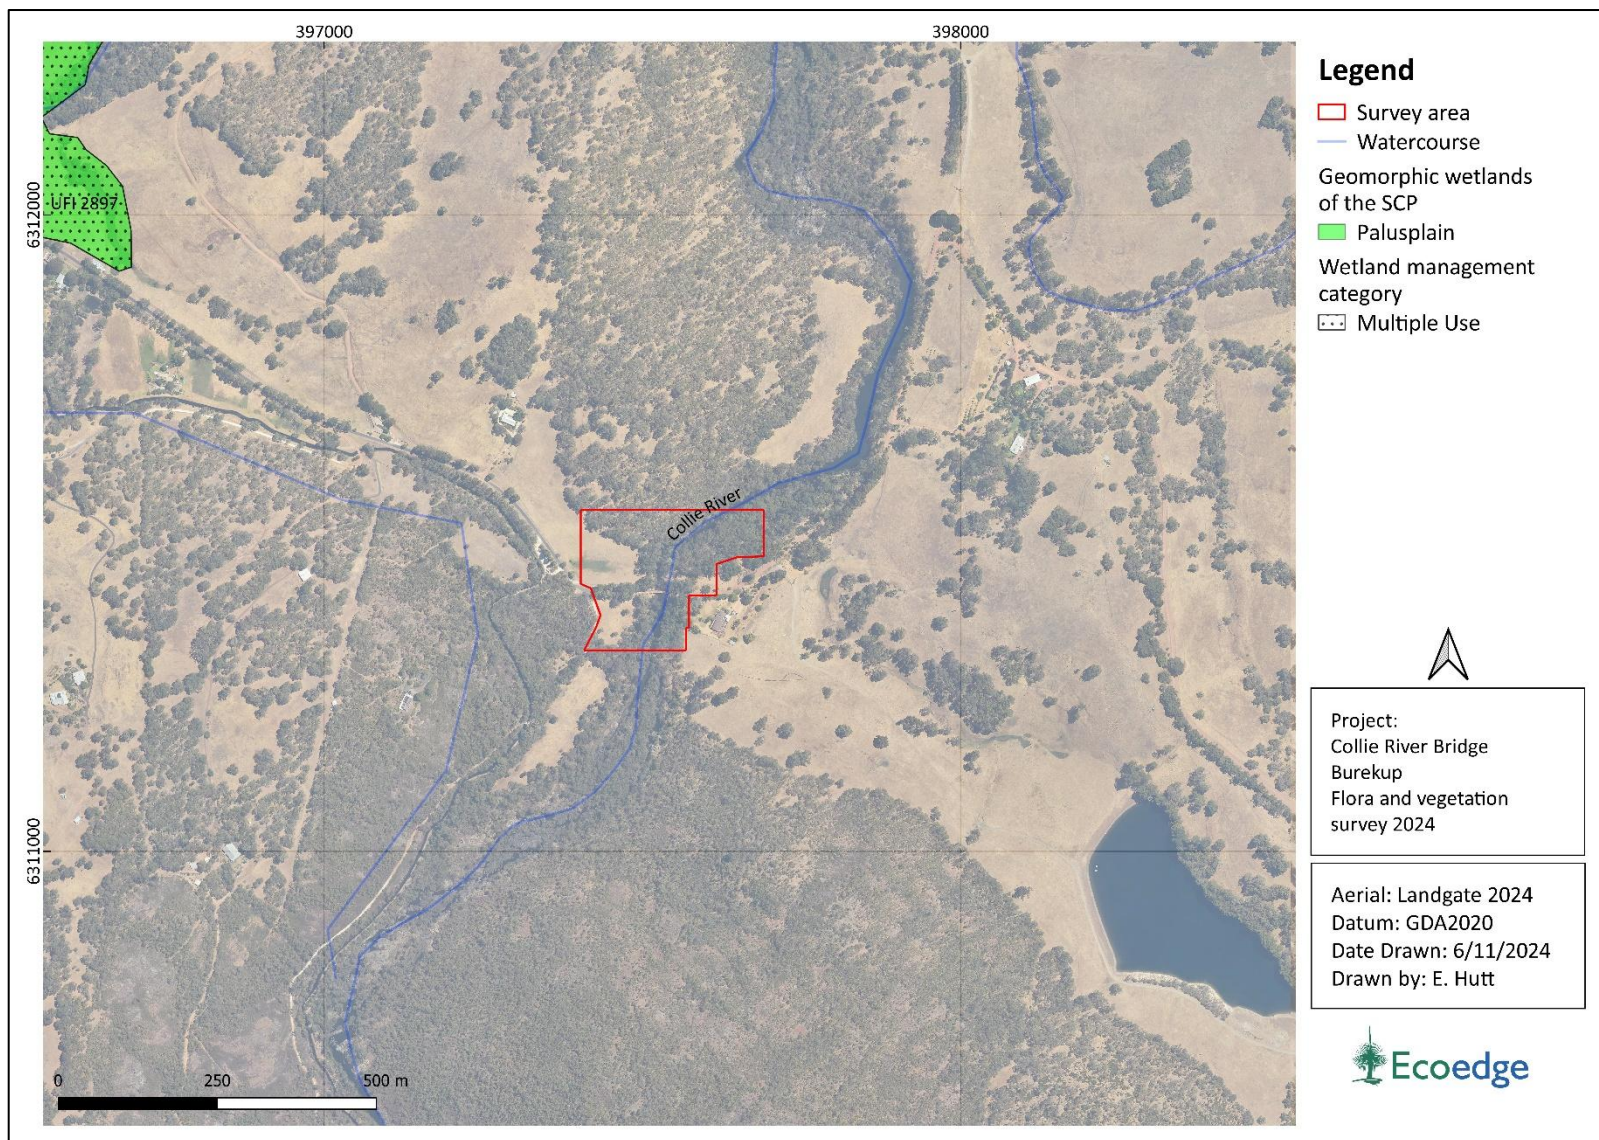 397000
398000
6312000
6311000
UFI 2897
Collie River
0 250 500 m
Legend
Survey area
Watercourse
Geomorphic wetlands
of the SCP
Palusplain
Wetland management
category
Multiple Use
Project:
Collie River Bridge
Burekup
Flora and vegetation
survey 2024
Aerial: Landgate 2024
Datum: GDA2020
Date Drawn: 6/11/2024
Drawn by: E. Hutt
Ecoedge